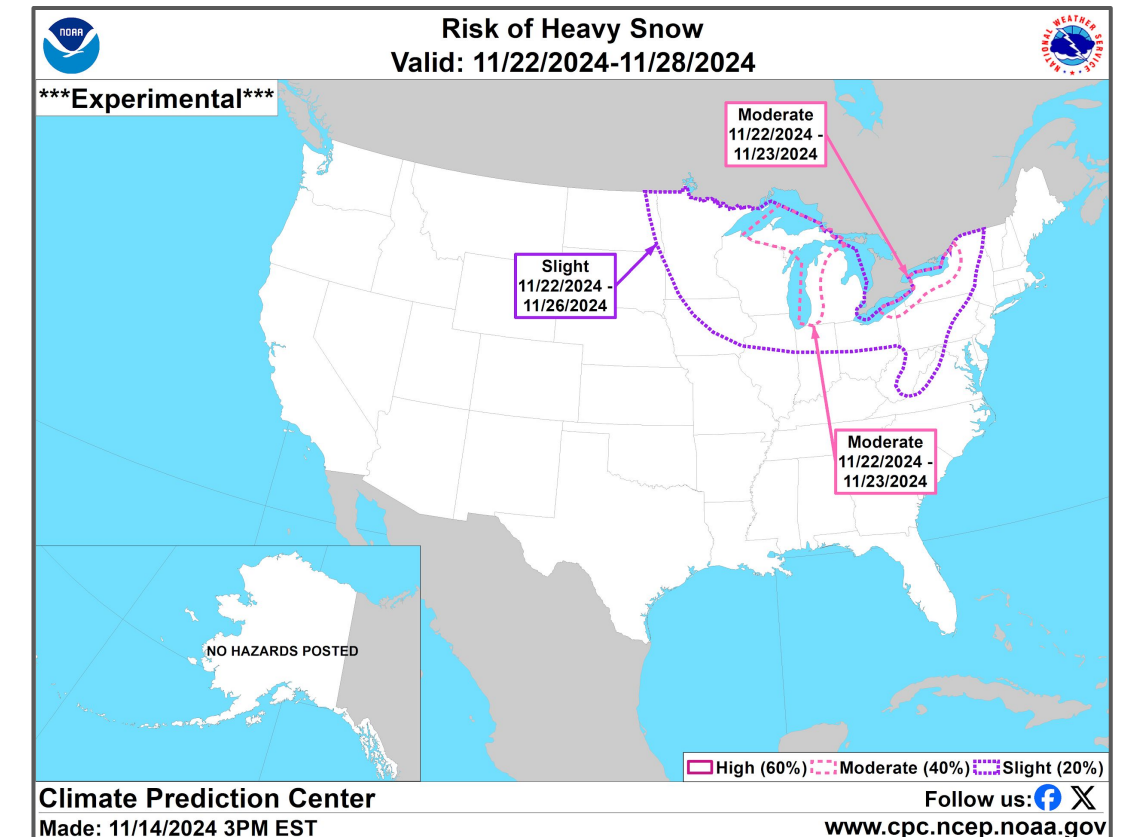 NOAA
Risk of Heavy Snow
Valid: 11/22/2024-11/28/2024
NATIONAL WEATHER SERVICE
***Experimental***
Moderate
11/22/2024 -
11/23/2024
Slight
11/22/2024 -
11/26/2024
Moderate
11/22/2024 -
11/23/2024
NO HAZARDS POSTED
High (60%) Moderate (40%) Slight (20%)
Climate Prediction Center
Follow us:
Made: 11/14/2024 3PM EST
www.cpc.ncep.noaa.gov